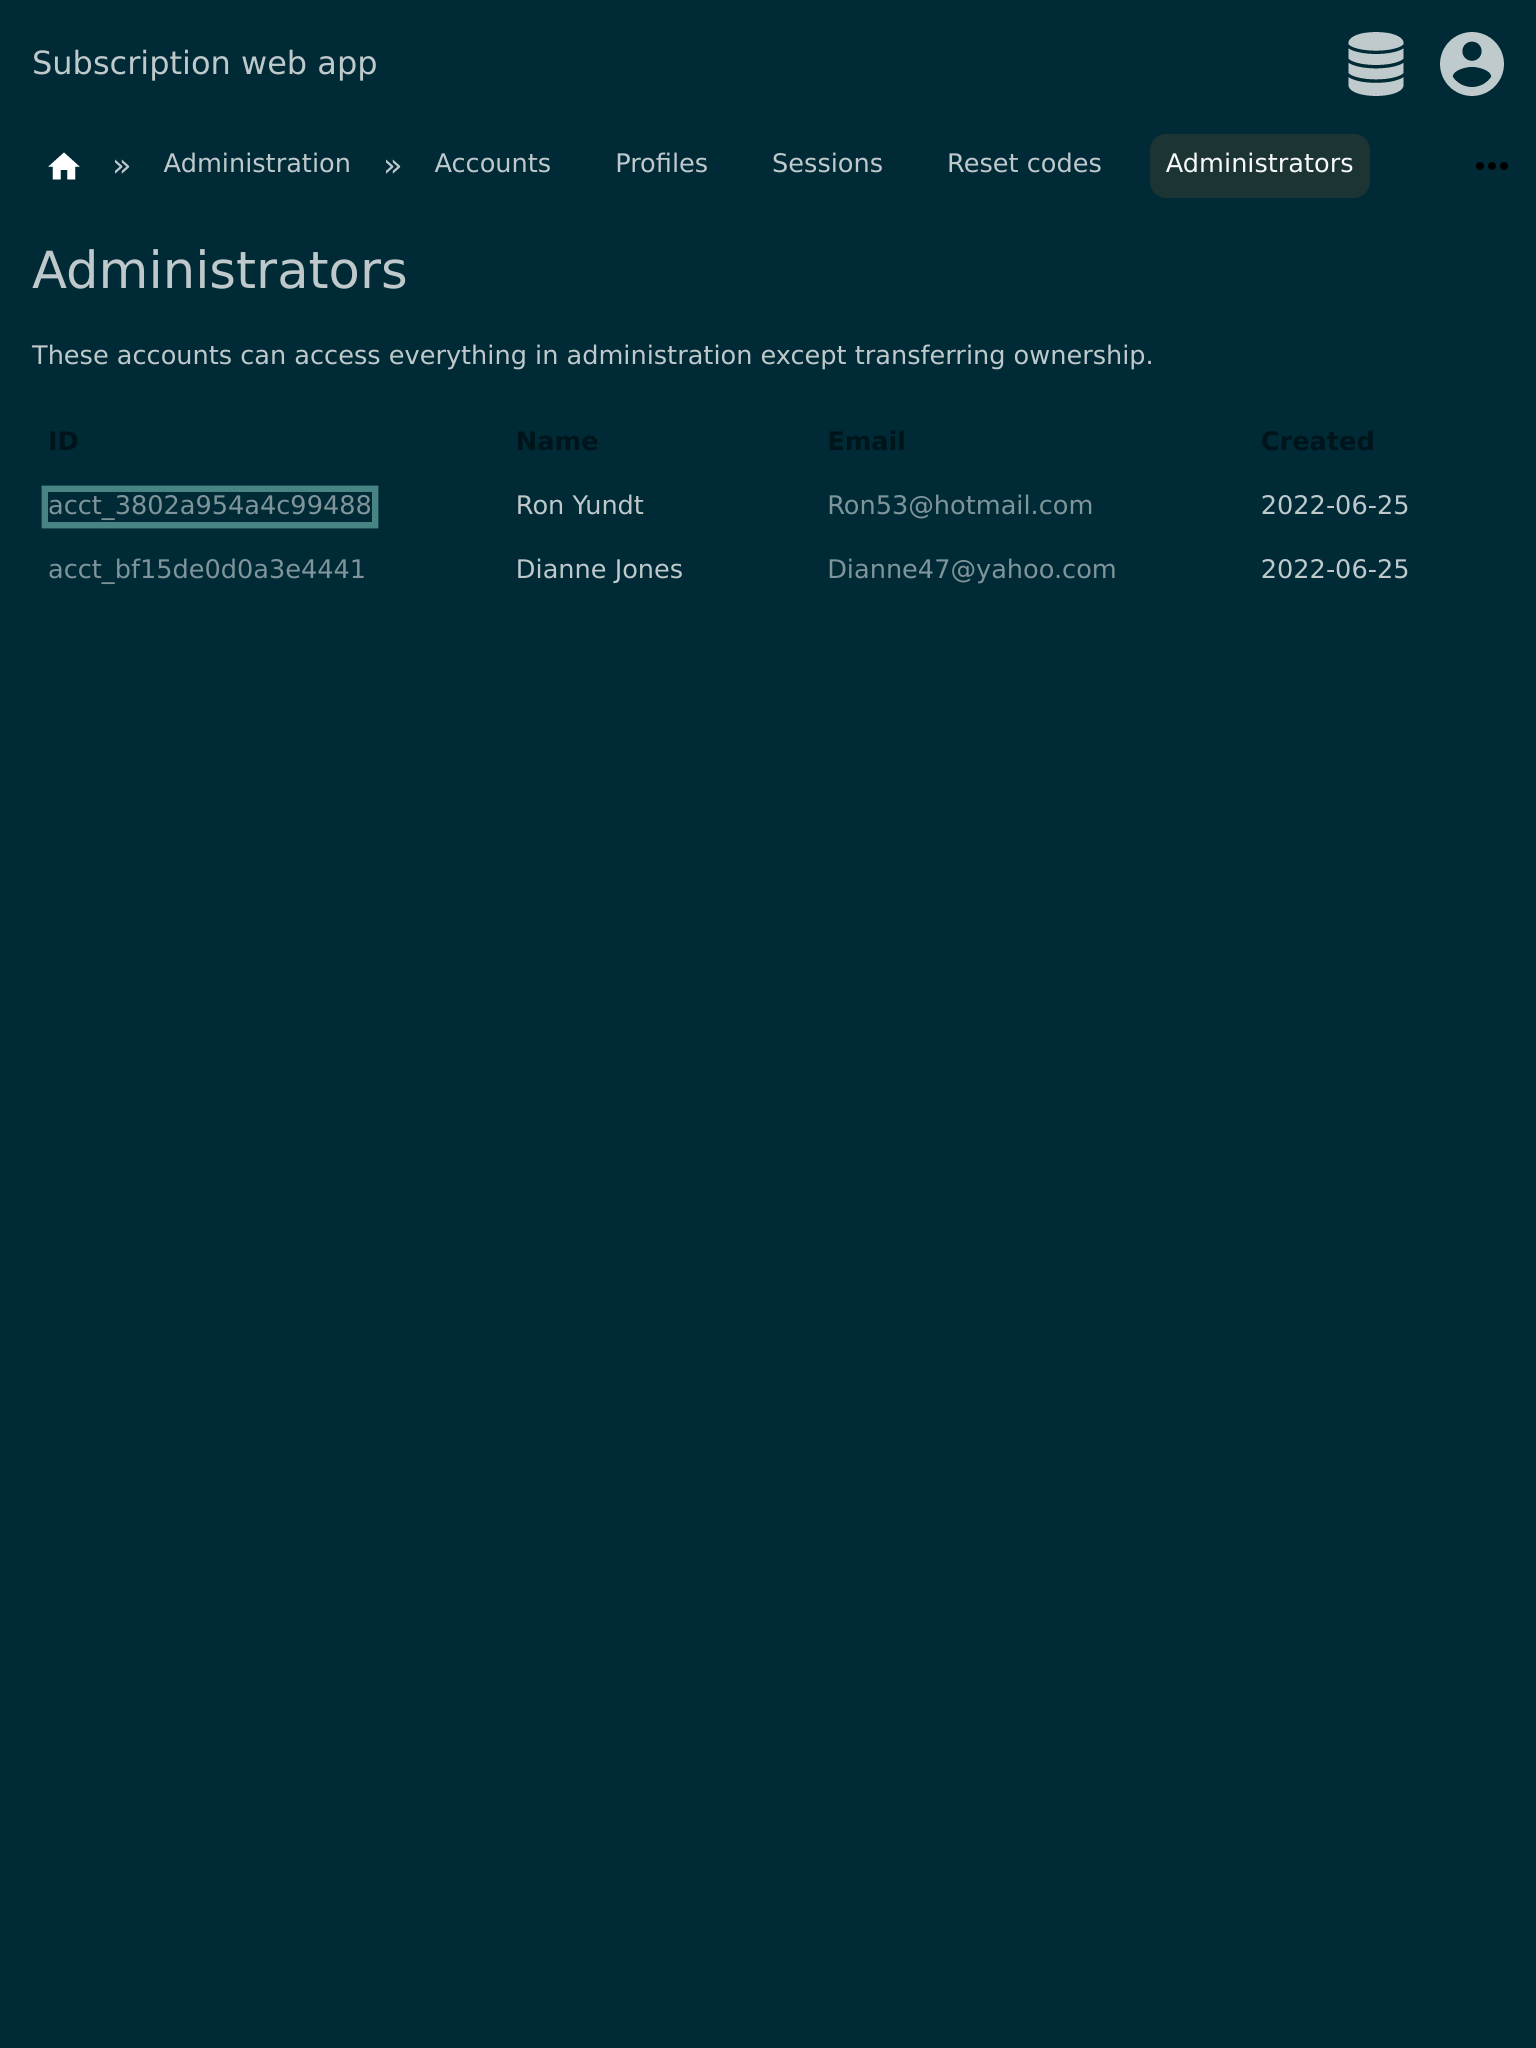 Subscription web app
» Administration » Accounts Profiles Sessions Reset codes Administrators
Administrators
These accounts can access everything in administration except transferring ownership.
ID Name Email Created
acct_3802a954a4c99488 Ron Yundt Ron53@hotmail.com 2022-06-25
acct_bf15de0d0a3e4441 Dianne Jones Dianne47@yahoo.com 2022-06-25